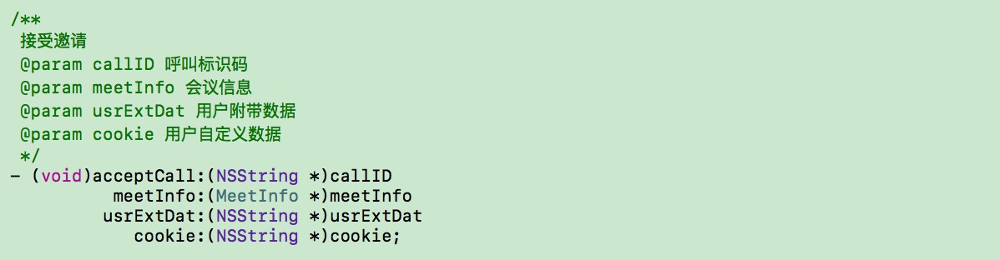 /**
 接受邀请
 @param callID 呼叫标识码
 @param meetInfo 会议信息
 @param usrExtDat 用户附带数据
 @param cookie 用户自定义数据
 */
- (void)acceptCall:(NSString *)callID
          meetInfo:(MeetInfo *)meetInfo
         usrExtDat:(NSString *)usrExtDat
            cookie:(NSString *)cookie;